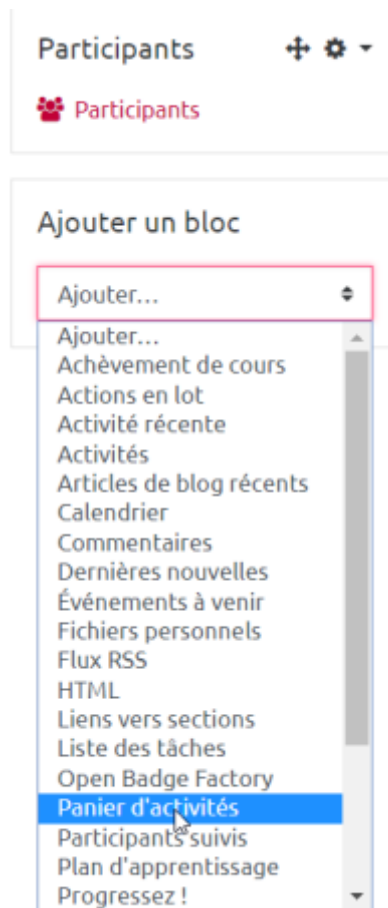 Participants
Participants
Ajouter un bloc
Ajouter...
Ajouter...
Achèvement de cours
Actions en lot
Activité récente
Activités
Articles de blog récents
Calendrier
Commentaires
Dernières nouvelles
Événements à venir
Fichiers personnels
Flux RSS
HTML
Liens vers sections
Liste des tâches
Open Badge Factory
Panier d'activités
Participants suivis
Plan d'apprentissage
Progressez !